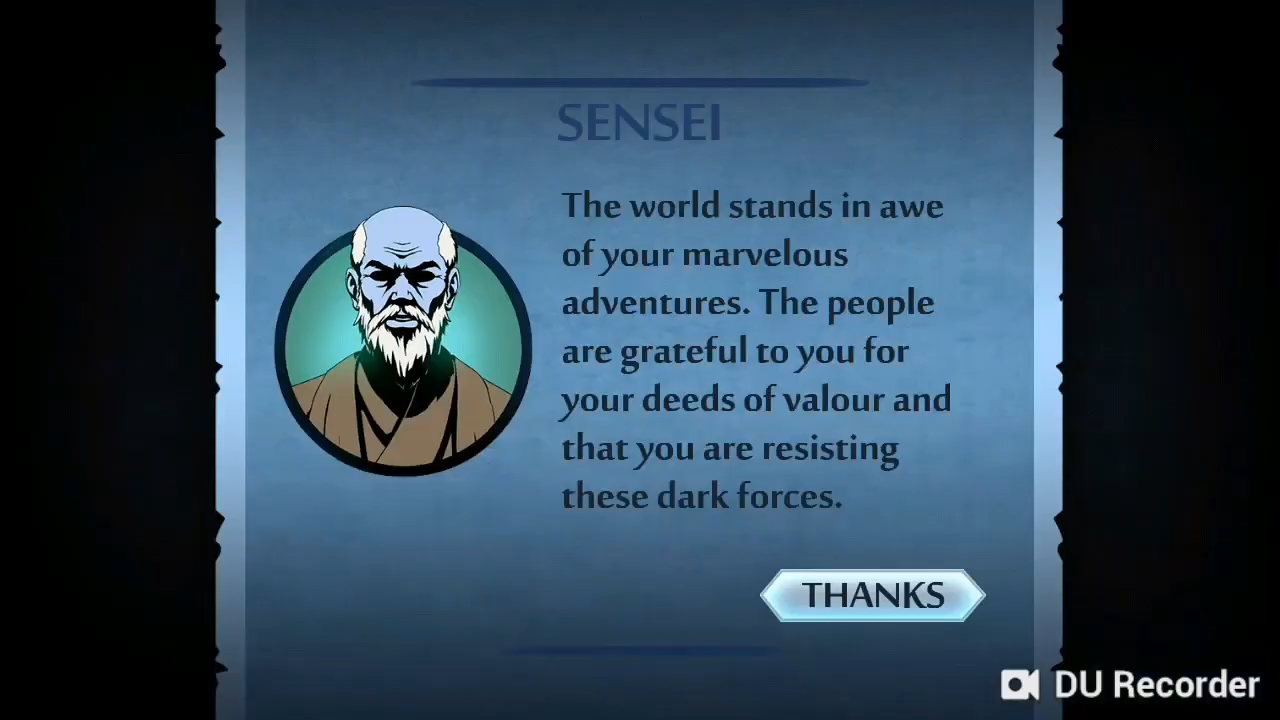 SENSEI
The world stands in awe
of your marvelous
adventures. The people
are grateful to you for
your deeds of valour and
that you are resisting
these dark forces.
THANKS
DU Recorder